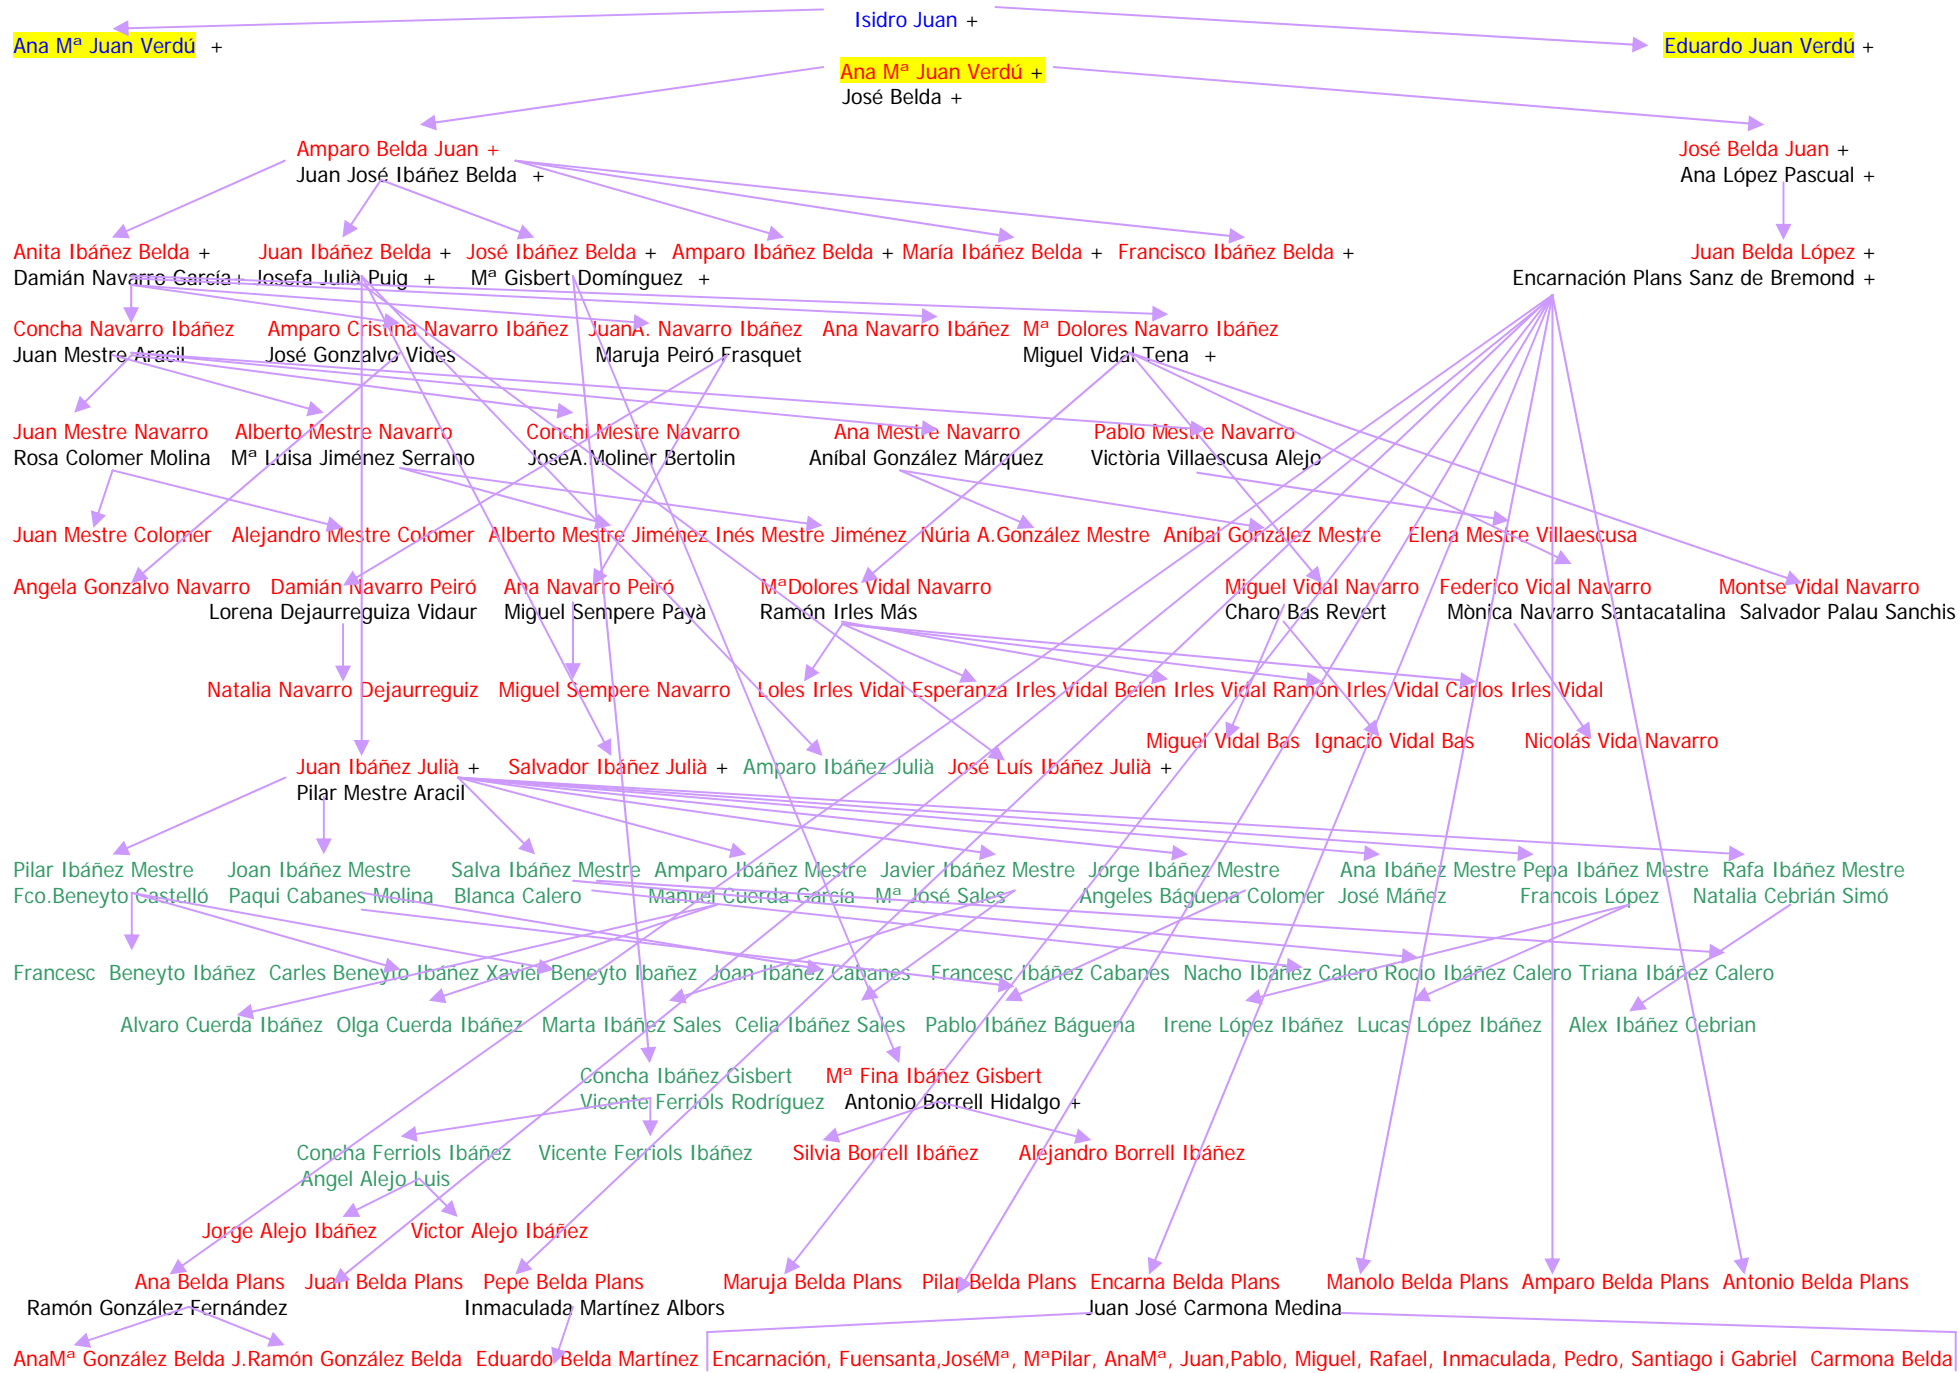 Isidro Juan +
Ana Mª Juan Verdú + Eduardo Juan Verdú +
Ana Mª Juan Verdú +
José Belda +
Amparo Belda Juan + José Belda Juan +
Juan José Ibáñez Belda + Ana López Pascual +
Anita Ibáñez Belda + Juan Ibáñez Belda + José Ibáñez Belda + Amparo Ibáñez Belda + María Ibáñez Belda + Francisco Ibáñez Belda + Juan Belda López +
Damián Navarro García+ Josefa Julià Puig + Mª Gisbert Domínguez + Encarnación Plans Sanz de Bremond +
Concha Navarro Ibáñez Amparo Cristina Navarro Ibáñez JuanA. Navarro Ibáñez Ana Navarro Ibáñez Mª Dolores Navarro Ibáñez
Juan Mestre Aracil José Gonzalvo Vides Maruja Peiró Frasquet Miguel Vidal Tena +
Juan Mestre Navarro Alberto Mestre Navarro Conchi Mestre Navarro Ana Mestre Navarro Pablo Mestre Navarro
Rosa Colomer Molina Mª Luisa Jiménez Serrano JoséA.Moliner Bertolin Aníbal González Márquez Victòria Villaescusa Alejo
Juan Mestre Colomer Alejandro Mestre Colomer Alberto Mestre Jiménez Inés Mestre Jiménez Núria A.González Mestre Aníbal González Mestre Elena Mestre Villaescusa
Angela Gonzalvo Navarro Damián Navarro Peiró Ana Navarro Peiró MªDolores Vidal Navarro Miguel Vidal Navarro Federico Vidal Navarro Montse Vidal Navarro
Lorena Dejaurreguiza Vidaur Miguel Sempere Payà Ramón Irles Más Charo Bas Revert Mònica Navarro Santacatalina Salvador Palau Sanchis
Natalia Navarro Dejaurreguiz Miguel Sempere Navarro Loles Irles Vidal Esperanza Irles Vidal Belen Irles Vidal Ramón Irles Vidal Carlos Irles Vidal
Miguel Vidal Bas Ignacio Vidal Bas Nicolás Vida Navarro
Juan Ibáñez Julià + Salvador Ibáñez Julià + Amparo Ibáñez Julià José Luís Ibáñez Julià +
Pilar Mestre Aracil
Pilar Ibáñez Mestre Joan Ibáñez Mestre Salva Ibáñez Mestre Amparo Ibáñez Mestre Javier Ibáñez Mestre Jorge Ibáñez Mestre Ana Ibáñez Mestre Pepa Ibáñez Mestre Rafa Ibáñez Mestre
Fco.Beneyto Castelló Paqui Cabanes Molina Blanca Calero Manuel Cuerda García Mª José Sales Angeles Báguena Colomer José Máñez Francois López Natalia Cebrián Simó
Francesc Beneyto Ibáñez Carles Beneyto Ibáñez Xavier Beneyto Ibañez Joan Ibáñez Cabanes Francesc Ibáñez Cabanes Nacho Ibáñez Calero Rocio Ibáñez Calero Triana Ibáñez Calero
Alvaro Cuerda Ibáñez Olga Cuerda Ibáñez Marta Ibáñez Sales Celia Ibáñez Sales Pablo Ibáñez Báguena Irene López Ibáñez Lucas López Ibáñez Alex Ibáñez Cebrian
Concha Ibáñez Gisbert Mª Fina Ibáñez Gisbert
Vicente Ferriols Rodríguez Antonio Borrell Hidalgo +
Concha Ferriols Ibáñez Vicente Ferriols Ibáñez Silvia Borrell Ibáñez Alejandro Borrell Ibáñez
Angel Alejo Luis
Jorge Alejo Ibáñez Victor Alejo Ibáñez
Ana Belda Plans Juan Belda Plans Pepe Belda Plans Maruja Belda Plans Pilar Belda Plans Encarna Belda Plans Manolo Belda Plans Amparo Belda Plans Antonio Belda Plans
Ramón González Fernández Inmaculada Martínez Albors Juan José Carmona Medina
AnaMª González Belda J.Ramón González Belda Eduardo Belda Martínez Encarnación, Fuensanta,JoséMª, MªPilar, AnaMª, Juan,Pablo, Miguel, Rafael, Inmaculada, Pedro, Santiago i Gabriel Carmona Belda